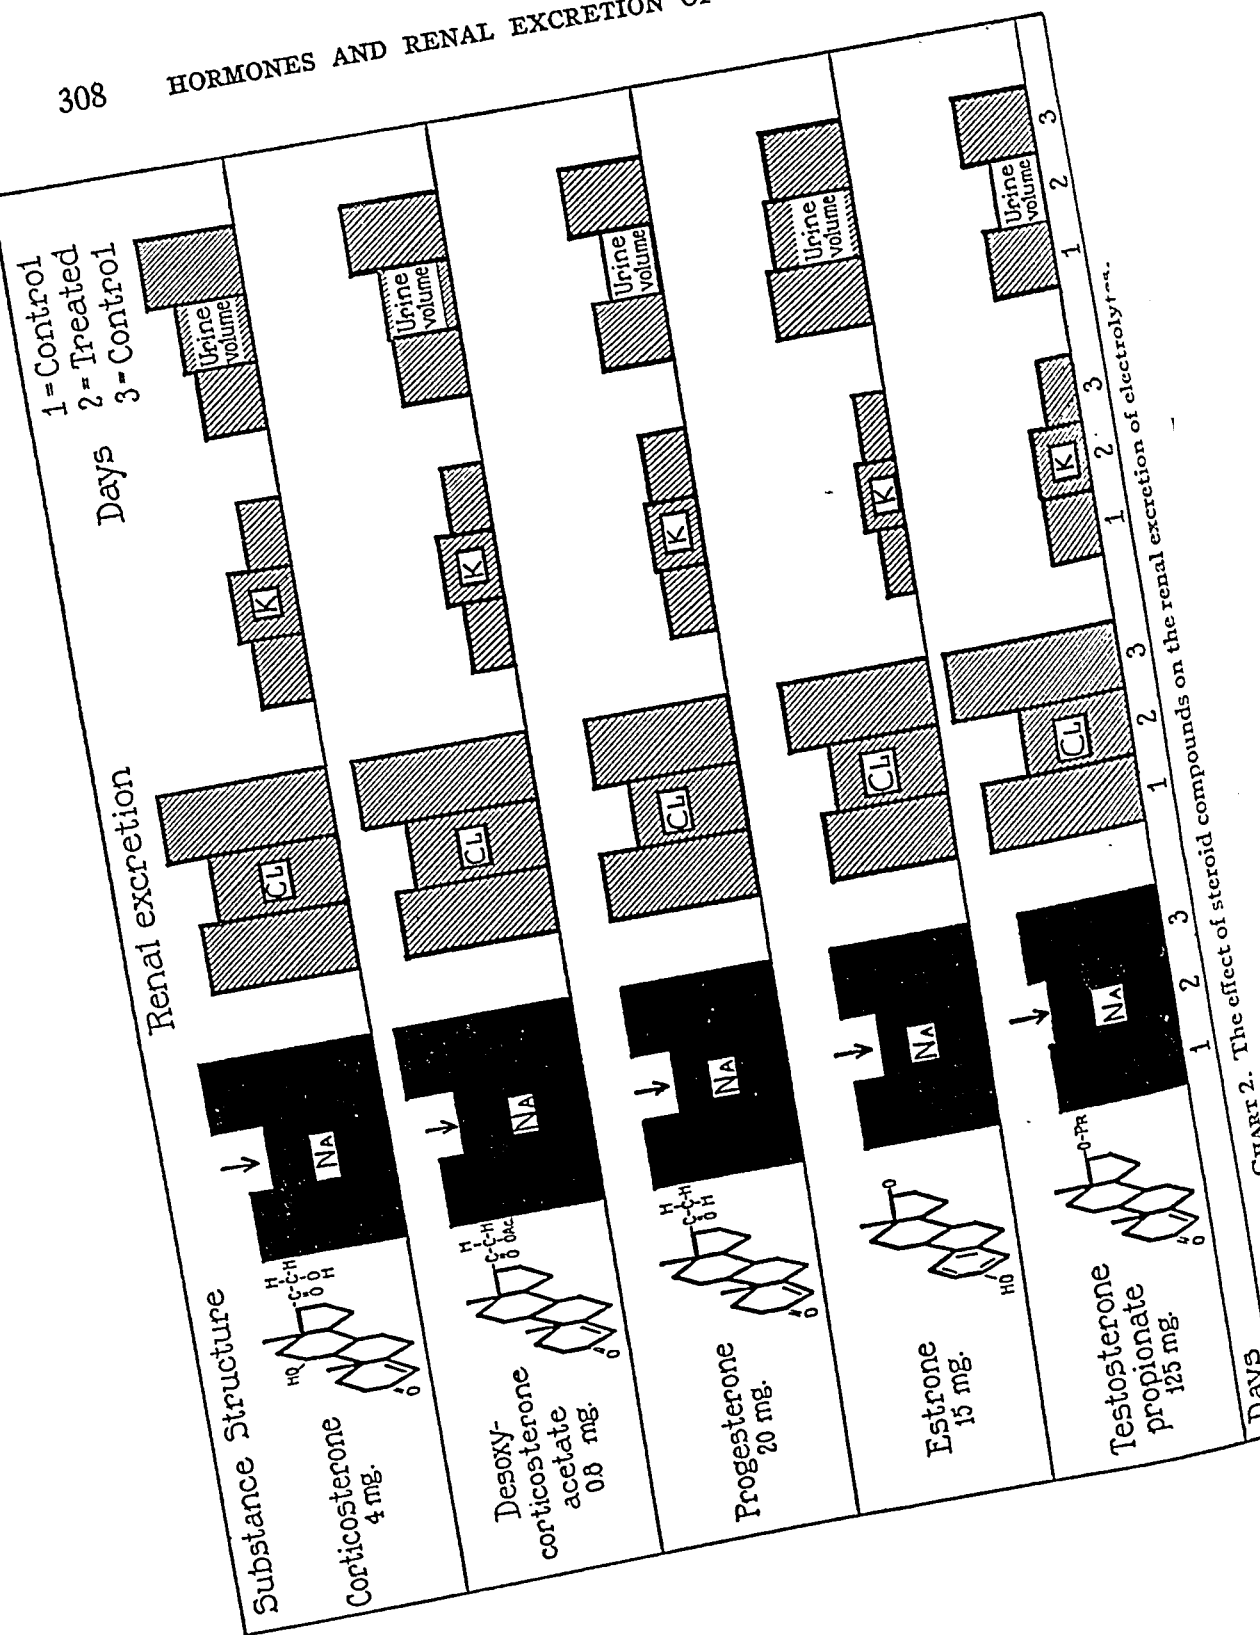 308 HORMONES AND RENAL EXCRETION
Substance Structure
Renal excretion
Days
1 = Control
2 = Treated
3 = Control
Corticosterone
4 mg.
HO
H
-C-C-H
O O
H
O
NA
CL
K
Urine
volume
Desoxy-
corticosterone
acetate
0.8 mg.
H
-C-C-H
O OAc
O
NA
CL
K
Urine
volume
Progesterone
20 mg.
H
-C-C-H
O H
O
NA
CL
K
Urine
volume
Estrone
15 mg.
O
HO
NA
CL
K
Urine
volume
Testosterone
propionate
125 mg.
O-PR
O
NA
CL
K
Urine
volume
Days 1 2 3 1 2 3 1 2 3 1 2 3
CHART 2. The effect of steroid compounds on the renal excretion of electrolytes.